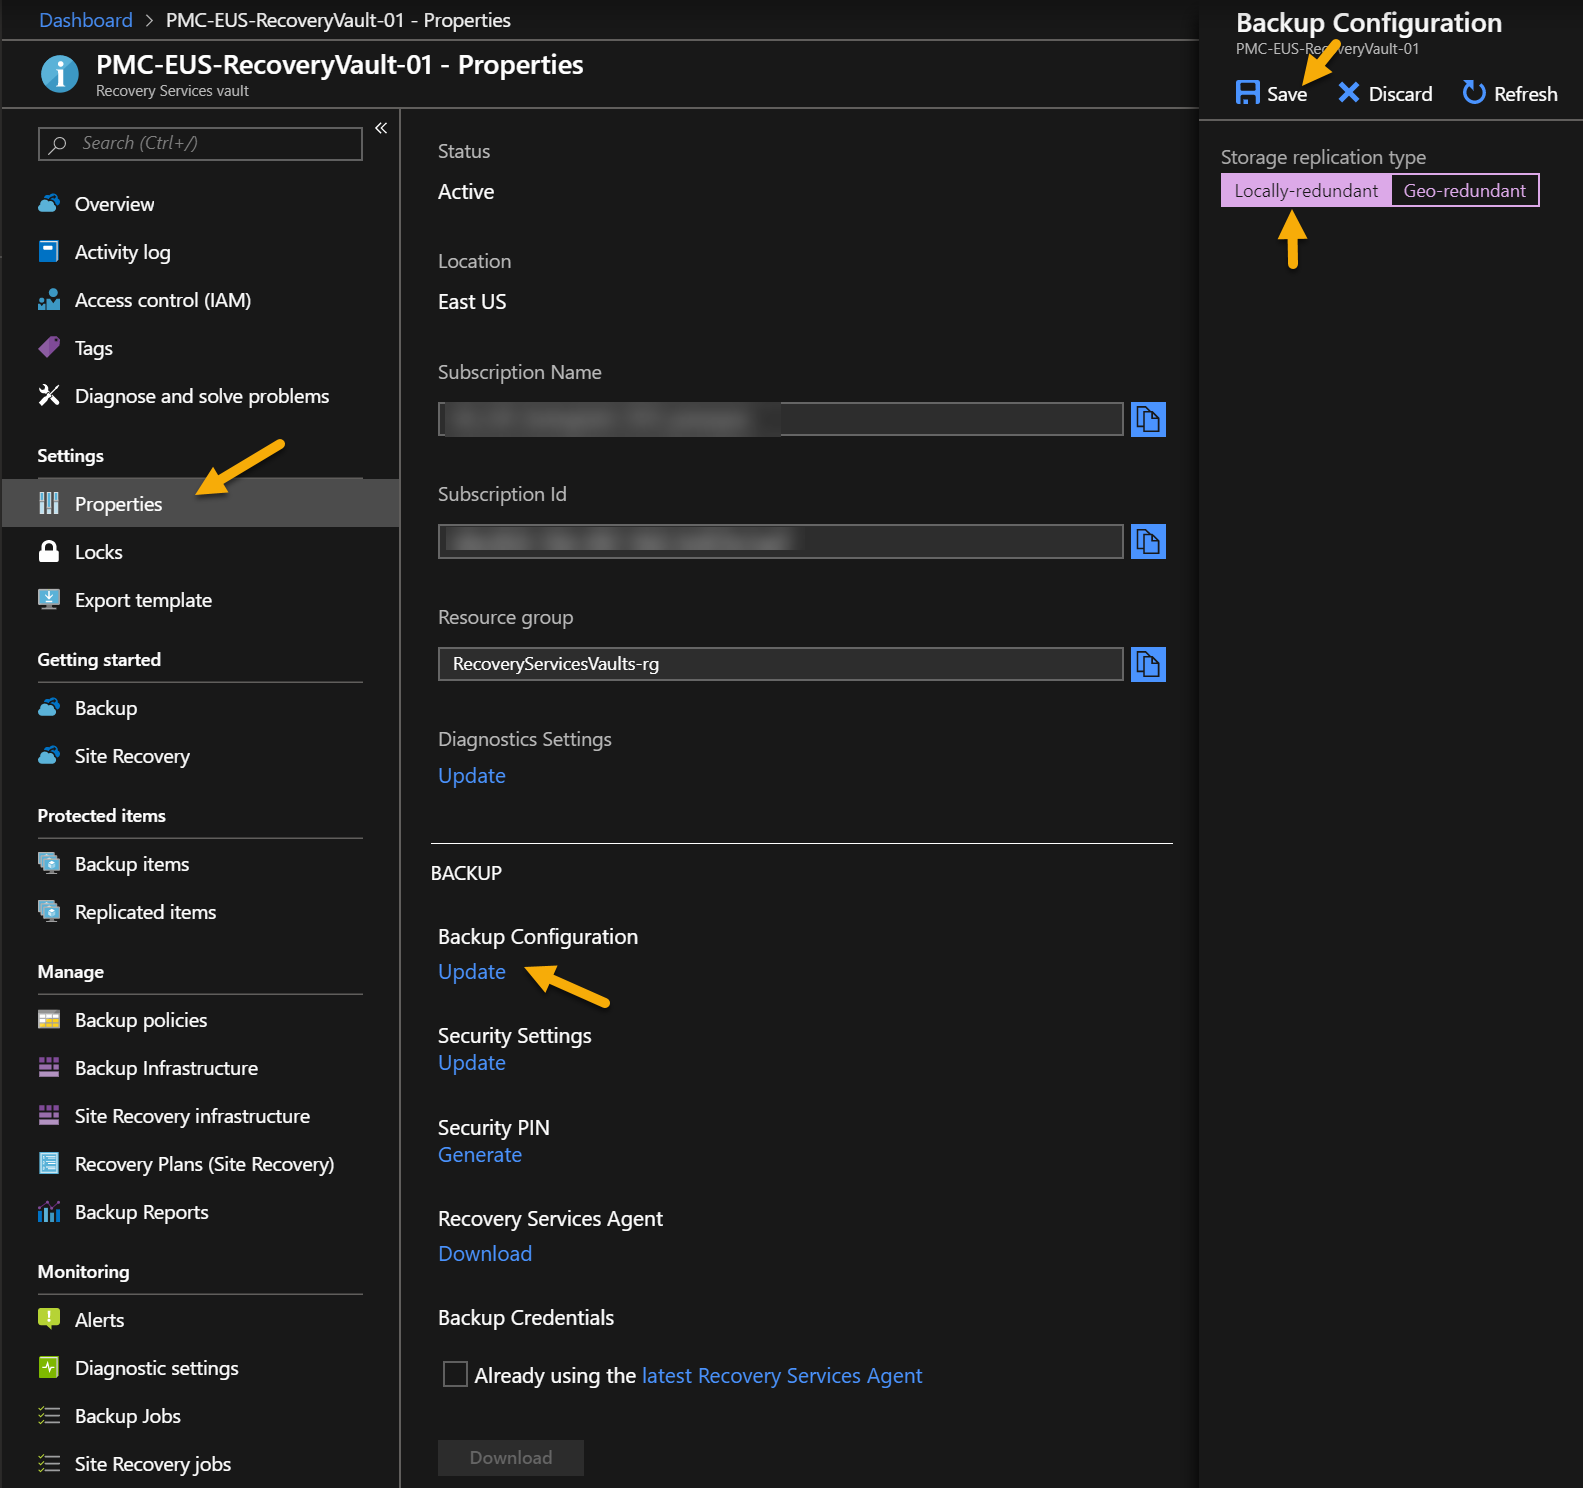 Dashboard > PMC-EUS-RecoveryVault-01 - Properties
PMC-EUS-RecoveryVault-01 - Properties
Recovery Services vault
Search (Ctrl+/)
«
Overview
Activity log
Access control (IAM)
Tags
Diagnose and solve problems
Settings
Properties
Locks
Export template
Getting started
Backup
Site Recovery
Protected items
Backup items
Replicated items
Manage
Backup policies
Backup Infrastructure
Site Recovery infrastructure
Recovery Plans (Site Recovery)
Backup Reports
Monitoring
Alerts
Diagnostic settings
Backup Jobs
Site Recovery jobs
Status
Active
Location
East US
Subscription Name
Subscription Id
Resource group
RecoveryServicesVaults-rg
Diagnostics Settings
Update
BACKUP
Backup Configuration
Update
Security Settings
Update
Security PIN
Generate
Recovery Services Agent
Download
Backup Credentials
Already using the latest Recovery Services Agent
Download
Backup Configuration
PMC-EUS-RecoveryVault-01
Save Discard Refresh
Storage replication type
Locally-redundant Geo-redundant